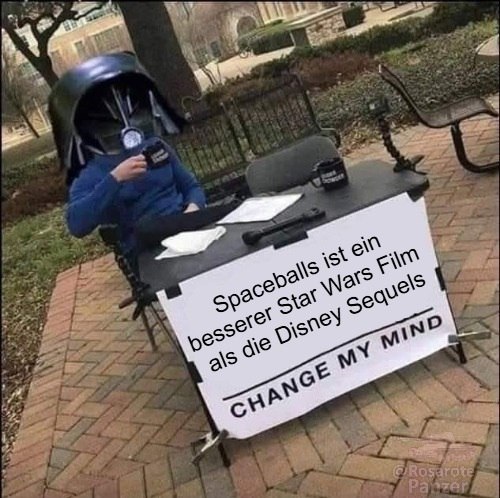 Spaceballs ist ein
besserer Star Wars Film
als die Disney Sequels
CHANGE MY MIND
@Rosarote
Panzer